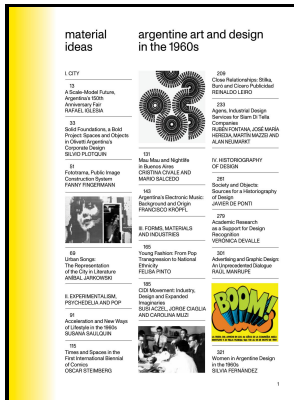 material
ideas
argentine art and design
in the 1960s
I. CITY
13
A Scale-Model Future,
Argentina's 150th
Anniversary Fair
RAFAEL IGLESIA
33
Solid Foundations, a Bold
Project: Spaces and Objects
in Olivetti Argentina's
Corporate Design
SILVIO PLOTQUIN
51
Fototrama, Public Image
Construction System
FANNY FINGERMANN
69
Urban Songs:
The Representation
of the City in Literature
ANÍBAL JARKOWSKI
II. EXPERIMENTALISM,
PSYCHEDELIA AND POP
91
Acceleration and New Ways
of Lifestyle in the 1960s
SUSANA SAULQUIN
115
Times and Spaces in the
First International Biennial
of Comics
OSCAR STEIMBERG
131
Mau Mau and Nightlife
in Buenos Aires
CRISTINA CIVALE AND
MARIO SALCEDO
143
Argentina's Electronic Music:
Background and Origin
FRANCISCO KRÖPFL
III. FORMS, MATERIALS
AND INDUSTRIES
165
Young Fashion: From Pop
Transgression to National
Ethnicity
FELISA PINTO
185
CIDI Movement: Industry,
Design and Expanded
Imaginaries
SUSI ACZEL, JORGE CIAGLIA
AND CAROLINA MUZI
209
Close Relationships: Stilka,
Buró and Cícero Publicidad
REINALDO LEIRO
233
Agens, Industrial Design
Services for Siam Di Tella
Companies
RUBÉN FONTANA, JOSÉ MARÍA
HEREDIA, MARTÍN MAZZEI AND
ALAN NEUMARKT
IV. HISTORIOGRAPHY
OF DESIGN
261
Society and Objects:
Sources for a Historiography
of Design
JAVIER DE PONTI
279
Academic Research
as a Support for Design
Recognition
VERÓNICA DEVALLE
301
Advertising and Graphic Design:
An Unprecedented Dialogue
RAÚL MANRUPE
BOOM!
321
Women in Argentine Design
in the 1960s
SILVIA FERNÁNDEZ
1